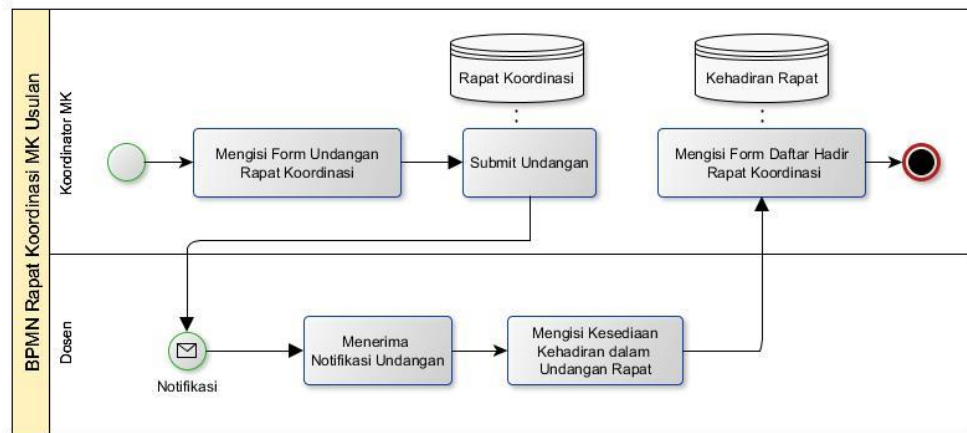 BPMN Rapat Koordinasi MK Usulan
Koordinator MK
Rapat Koordinasi
Kehadiran Rapat
Mengisi Form Undangan
Rapat Koordinasi
Submit Undangan
Mengisi Form Daftar Hadir
Rapat Koordinasi
Dosen
Notifikasi
Menerima
Notifikasi Undangan
Mengisi Kesediaan
Kehadiran dalam
Undangan Rapat